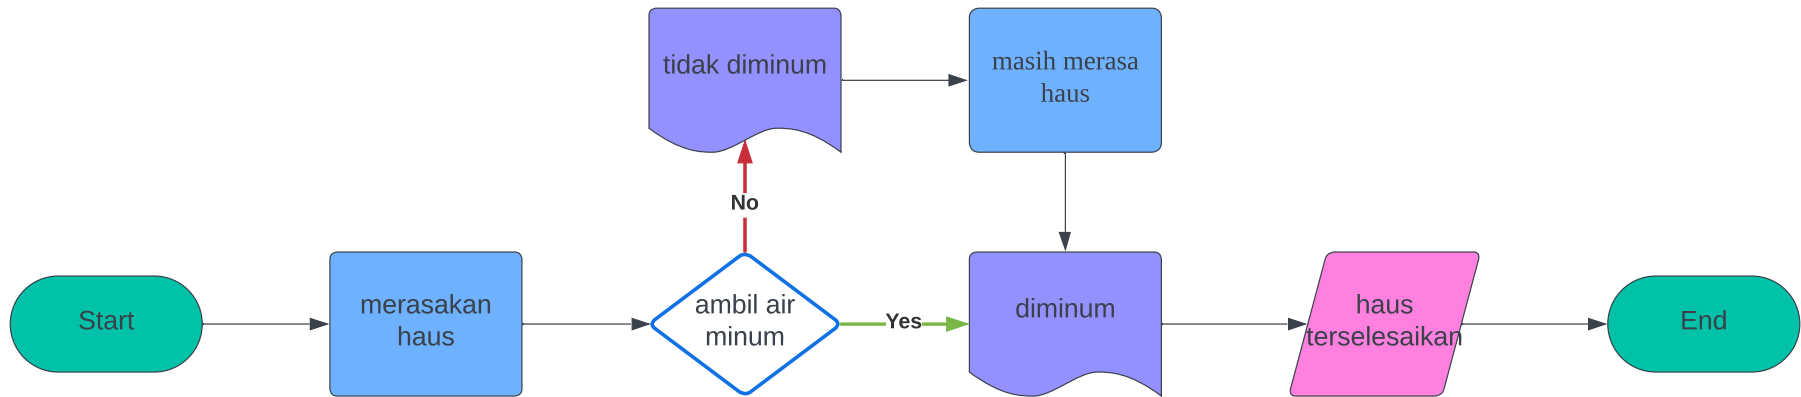 tidak diminum
masih merasa
haus
No
Start
merasakan
haus
ambil air
minum
Yes
diminum
haus
terselesaikan
End